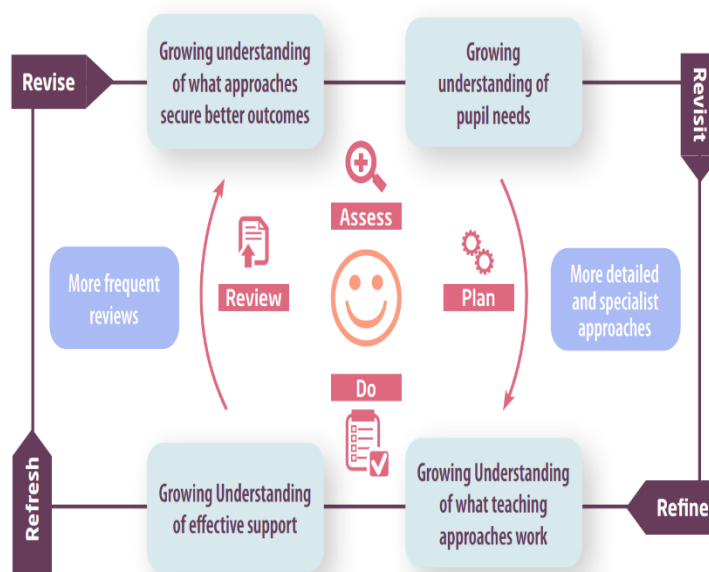 Revise
Growing understanding
of what approaches
secure better outcomes
Growing
understanding of
pupil needs
Revisit
Assess
More frequent
reviews
Review
Plan
More detailed
and specialist
approaches
Do
Refresh
Growing Understanding
of effective support
Growing Understanding
of what teaching
approaches work
Refine